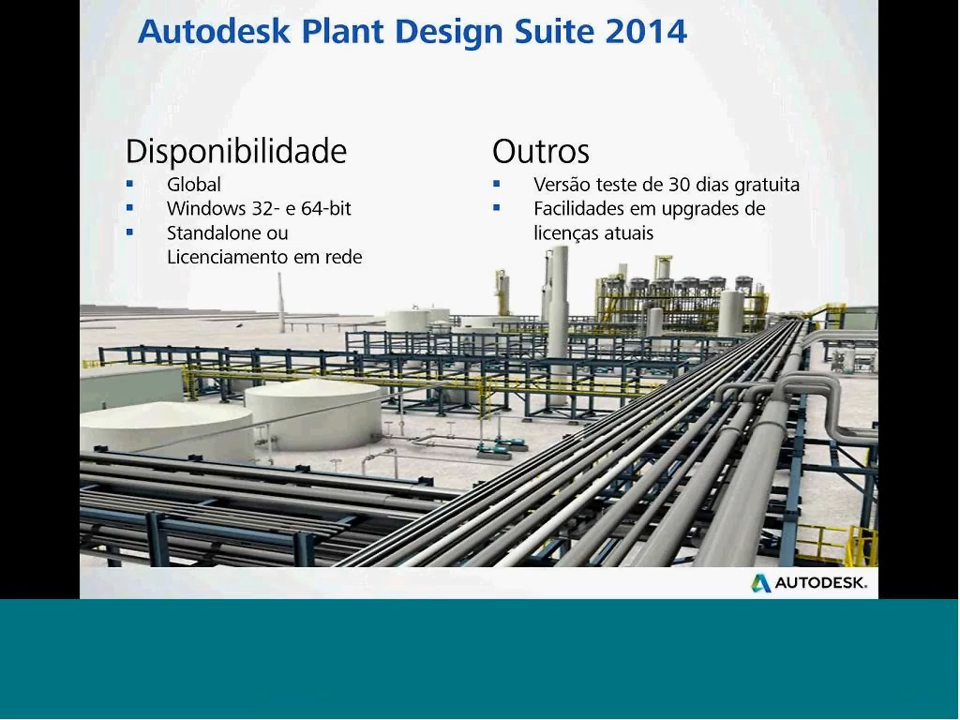 Autodesk Plant Design Suite 2014
Disponibilidade
Global
Windows 32- e 64-bit
Standalone ou
Licenciamento em rede
Outros
Versão teste de 30 dias gratuita
Facilidades em upgrades de
licenças atuais
AUTODESK.